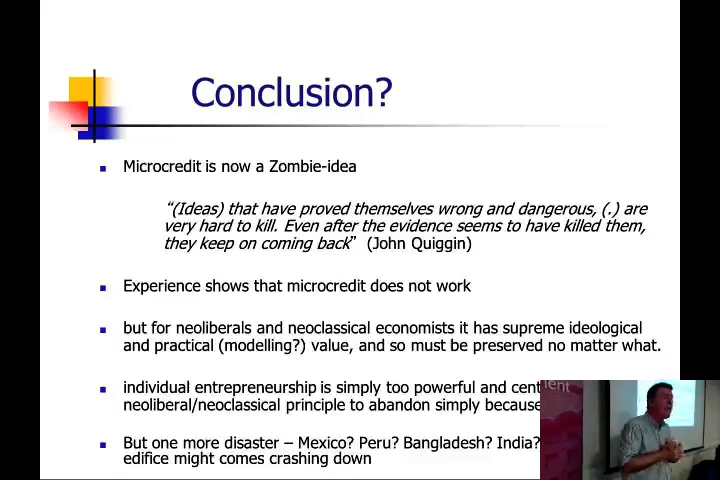 Conclusion?
Microcredit is now a Zombie-idea
"(Ideas) that have proved themselves wrong and dangerous, (.) are
very hard to kill. Even after the evidence seems to have killed them,
they keep on coming back" (John Quiggin)
Experience shows that microcredit does not work
but for neoliberals and neoclassical economists it has supreme ideological
and practical (modelling?) value, and so must be preserved no matter what.
individual entrepreneurship is simply too powerful and cent
neoliberal/neoclassical principle to abandon simply because
But one more disaster – Mexico? Peru? Bangladesh? India?
edifice might comes crashing down